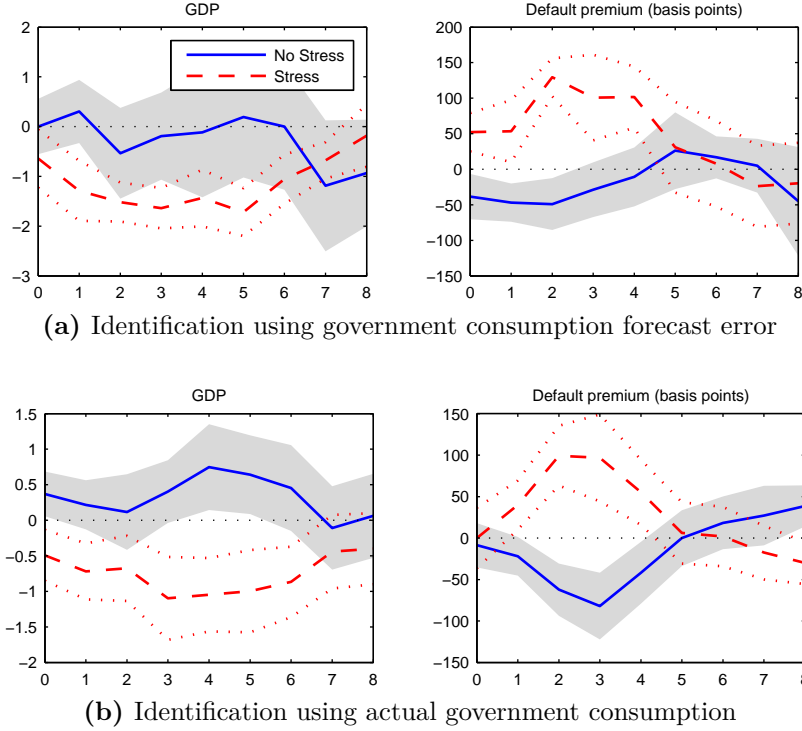 GDP
Default premium (basis points)
2
1
0
−1
−2
−3
No Stress
Stress
0 1 2 3 4 5 6 7 8
200
150
100
50
0
−50
−100
−150
0 1 2 3 4 5 6 7 8
(a) Identification using government consumption forecast error
GDP
Default premium (basis points)
1.5
1
0.5
0
−0.5
−1
−1.5
−2
0 1 2 3 4 5 6 7 8
150
100
50
0
−50
−100
−150
0 1 2 3 4 5 6 7 8
(b) Identification using actual government consumption